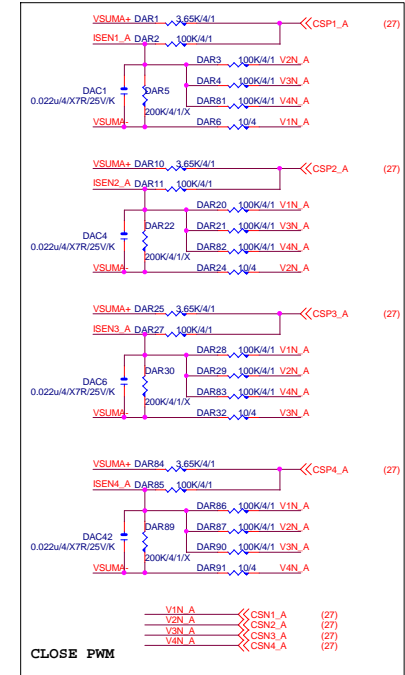 VSUMA+ DAR1 3.65K/4/1 CSP1_A (27)
ISEN1_A DAR2 100K/4/1
DAR3 100K/4/1 V2N_A
DAC1 DAR5 DAR4 100K/4/1 V3N_A
0.022u/4/X7R/25V/K DAR81 100K/4/1 V4N_A
200K/4/1/X
VSUMA- DAR6 10/4 V1N_A
VSUMA+ DAR10 3.65K/4/1 CSP2_A (27)
ISEN2_A DAR11 100K/4/1
DAR20 100K/4/1 V1N_A
DAC4 DAR22 DAR21 100K/4/1 V3N_A
0.022u/4/X7R/25V/K DAR82 100K/4/1 V4N_A
200K/4/1/X
VSUMA- DAR24 10/4 V2N_A
VSUMA+ DAR25 3.65K/4/1 CSP3_A (27)
ISEN3_A DAR27 100K/4/1
DAR28 100K/4/1 V1N_A
DAC6 DAR30 DAR29 100K/4/1 V2N_A
0.022u/4/X7R/25V/K DAR83 100K/4/1 V4N_A
200K/4/1/X
VSUMA- DAR32 10/4 V3N_A
VSUMA+ DAR84 3.65K/4/1 CSP4_A (27)
ISEN4_A DAR85 100K/4/1
DAR86 100K/4/1 V1N_A
DAC42 DAR89 DAR87 100K/4/1 V2N_A
0.022u/4/X7R/25V/K DAR90 100K/4/1 V3N_A
200K/4/1/X
VSUMA- DAR91 10/4 V4N_A
V1N_A CSN1_A (27)
V2N_A CSN2_A (27)
V3N_A CSN3_A (27)
V4N_A CSN4_A (27)
CLOSE PWM